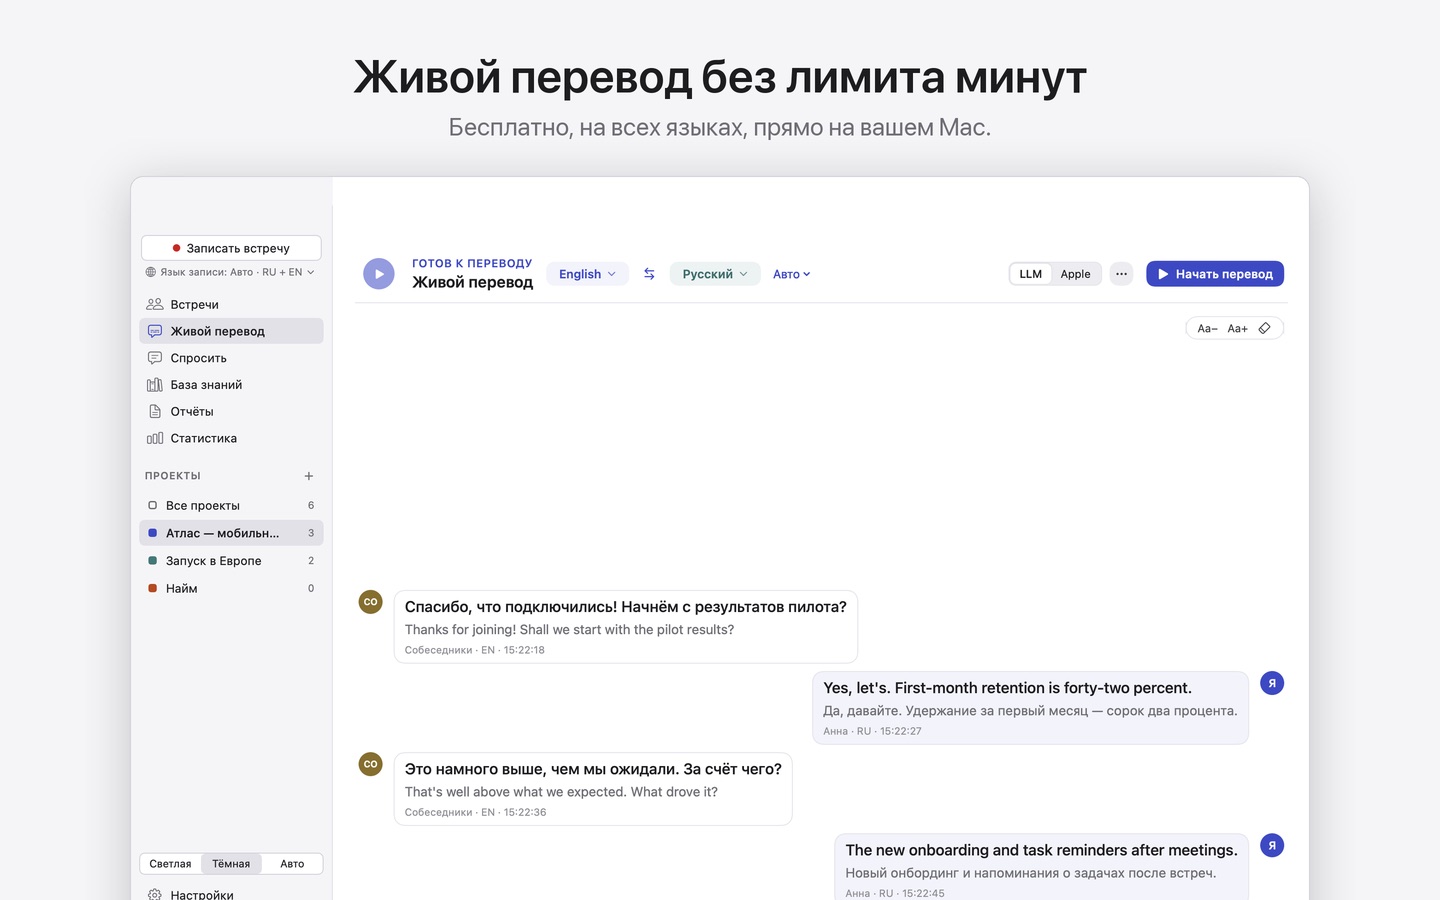 Живой перевод без лимита минут
Бесплатно, на всех языках, прямо на вашем Mac.
Записать встречу
Язык записи: Авто · RU + EN
Встречи
Живой перевод
Спросить
База знаний
Отчёты
Статистика
ПРОЕКТЫ
Все проекты 6
Атлас — мобильн... 3
Запуск в Европе 2
Найм 0
Светлая Тёмная Авто
Настройки
ГОТОВ К ПЕРЕВОДУ
Живой перевод
English Русский Авто
LLM Apple
Начать перевод
Aa− Aa+
СО
Спасибо, что подключились! Начнём с результатов пилота?
Thanks for joining! Shall we start with the pilot results?
Собеседники · EN · 15:22:18
Я
Yes, let's. First-month retention is forty-two percent.
Да, давайте. Удержание за первый месяц — сорок два процента.
Анна · RU · 15:22:27
СО
Это намного выше, чем мы ожидали. За счёт чего?
That's well above what we expected. What drove it?
Собеседники · EN · 15:22:36
Я
The new onboarding and task reminders after meetings.
Новый онбординг и напоминания о задачах после встреч.
Анна · RU · 15:22:45